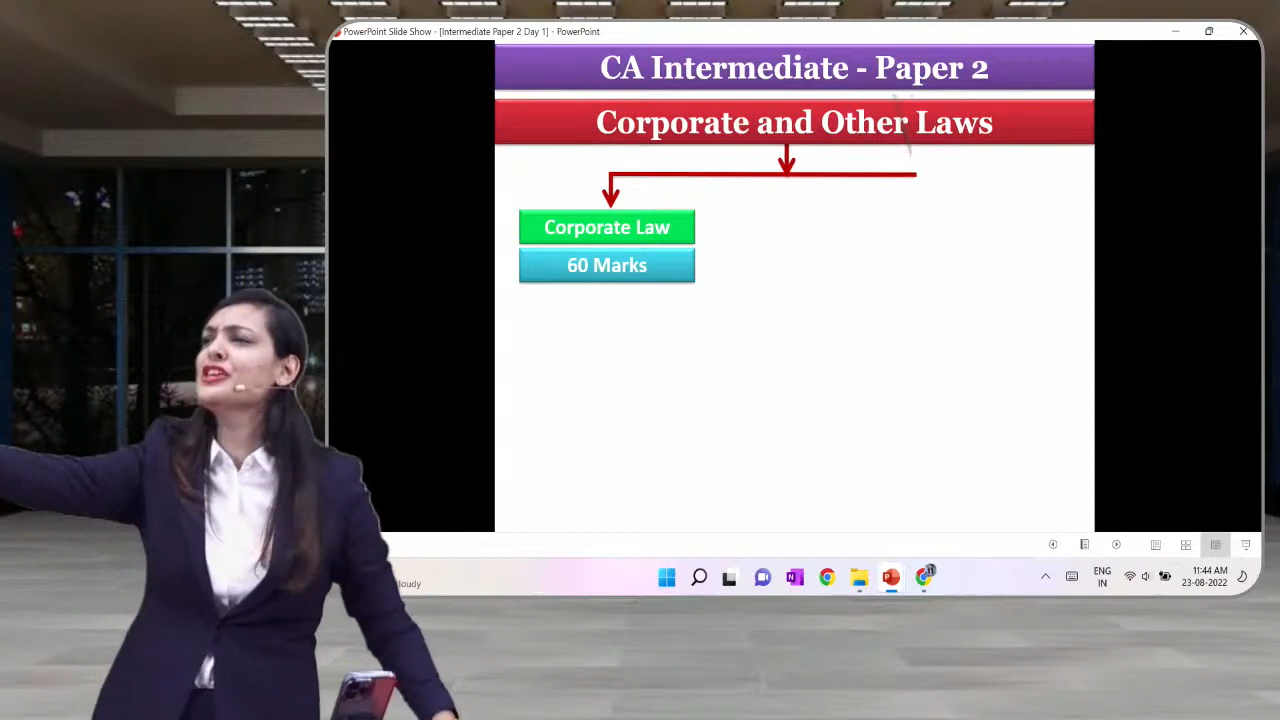 PowerPoint Slide Show - [Intermediate Paper 2 Day 1] - PowerPoint
CA Intermediate - Paper 2
Corporate and Other Laws
Corporate Law
60 Marks
oudy
ENG
IN
11:44 AM
23-08-2022